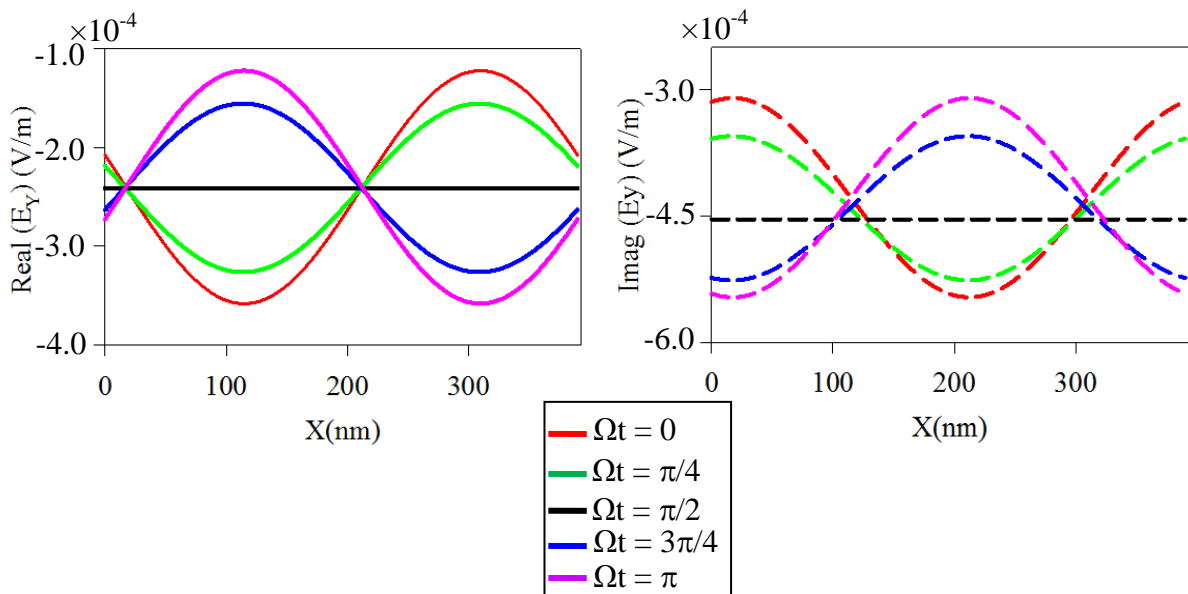 ×10⁻⁴
-1.0
-2.0
-3.0
-4.0
Real (E_Y) (V/m)
0 100 200 300
X(nm)
×10⁻⁴
-3.0
-4.5
-6.0
Imag (Ey) (V/m)
0 100 200 300
X(nm)
Ωt = 0
Ωt = π/4
Ωt = π/2
Ωt = 3π/4
Ωt = π